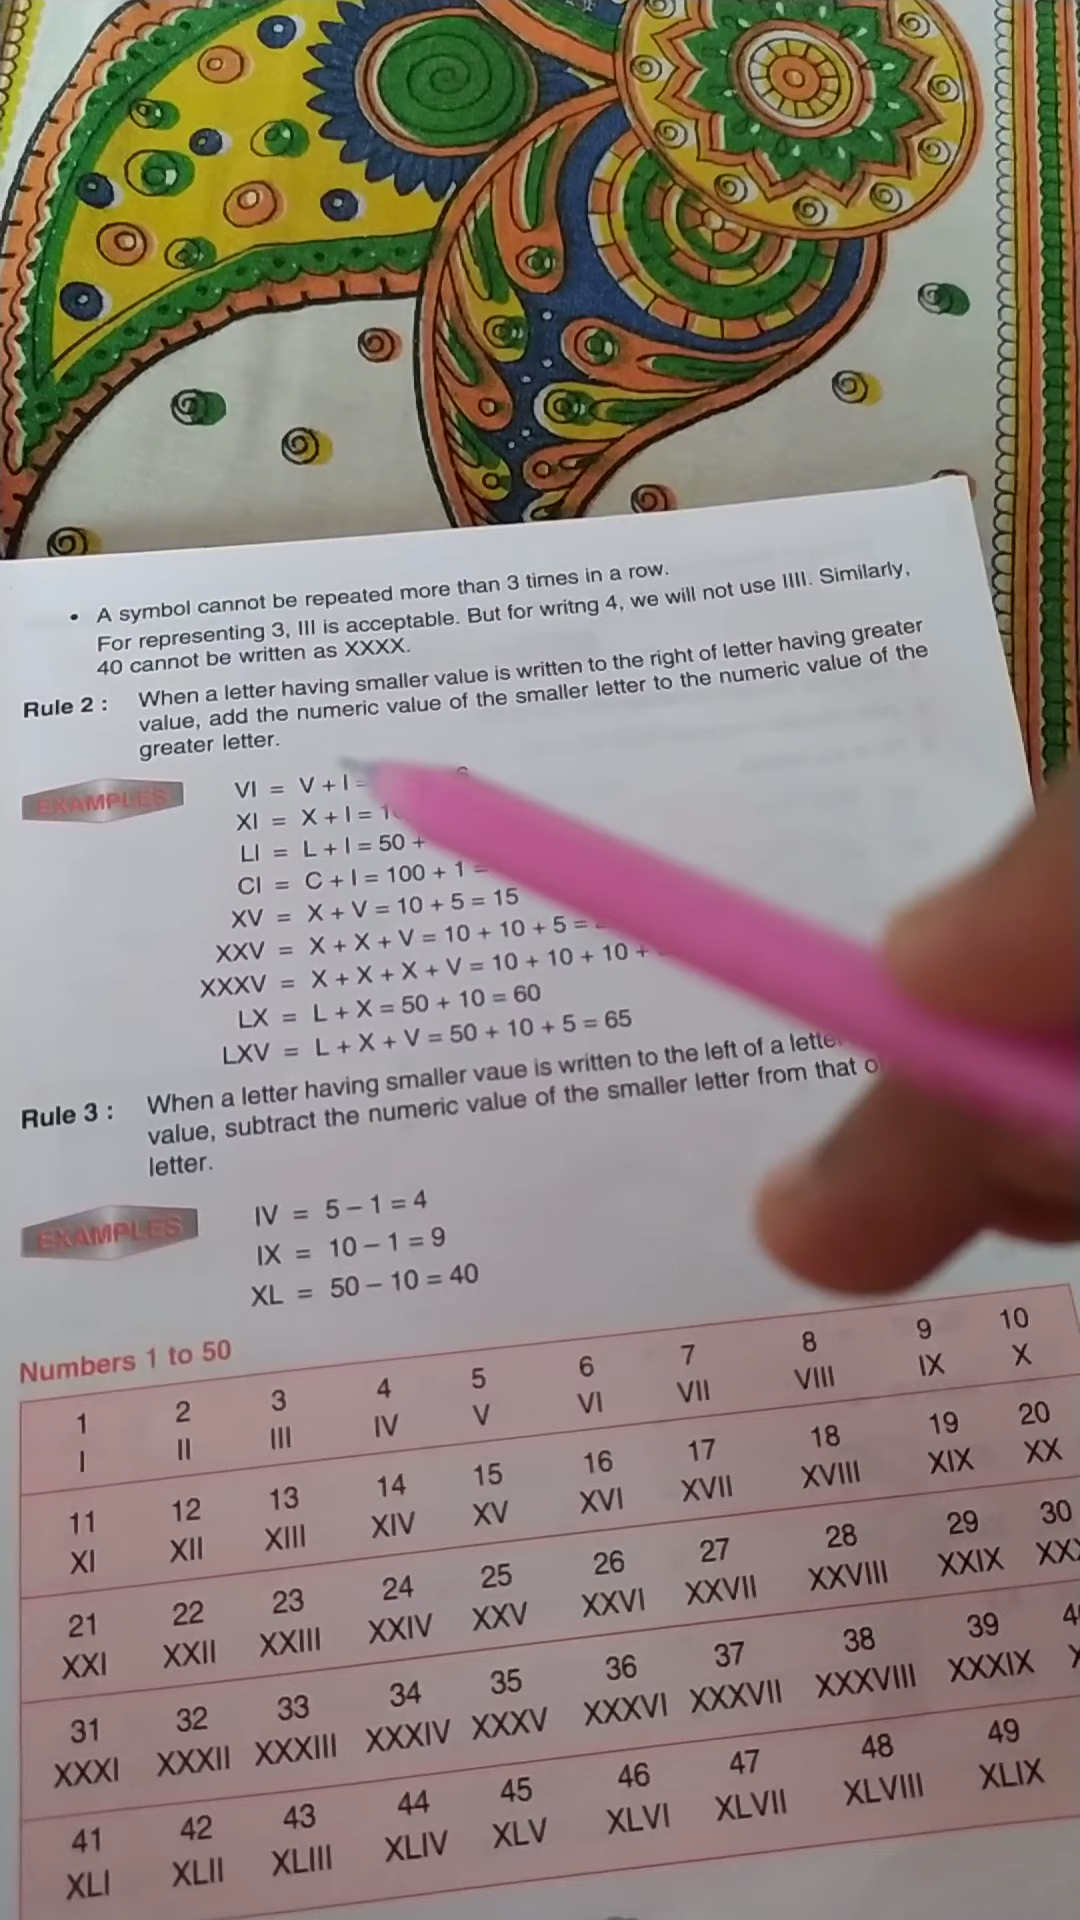 • A symbol cannot be repeated more than 3 times in a row.
For representing 3, III is acceptable. But for writng 4, we will not use IIII. Similarly,
40 cannot be written as XXXX.
Rule 2 : When a letter having smaller value is written to the right of letter having greater
value, add the numeric value of the smaller letter to the numeric value of the
greater letter.
EXAMPLES
VI = V + I =
XI = X + I =
LI = L + I = 50 +
CI = C + I = 100 + 1 =
XV = X + V = 10 + 5 = 15
XXV = X + X + V = 10 + 10 + 5 =
XXXV = X + X + X + V = 10 + 10 + 10 +
LX = L + X = 50 + 10 = 60
LXV = L + X + V = 50 + 10 + 5 = 65
Rule 3 : When a letter having smaller vaue is written to the left of a
value, subtract the numeric value of the smaller letter from that
letter.
EXAMPLES
IV = 5 – 1 = 4
IX = 10 – 1 = 9
XL = 50 – 10 = 40
Numbers 1 to 50
1 2 3 4 5 6 7 8 9 10
I II III IV V VI VII VIII IX X
11 12 13 14 15 16 17 18 19 20
XI XII XIII XIV XV XVI XVII XVIII XIX XX
21 22 23 24 25 26 27 28 29 30
XXI XXII XXIII XXIV XXV XXVI XXVII XXVIII XXIX
31 32 33 34 35 36 37 38 39
XXXI XXXII XXXIII XXXIV XXXV XXXVI XXXVII XXXVIII XXXIX
41 42 43 44 45 46 47 48 49
XLI XLII XLIII XLIV XLV XLVI XLVII XLVIII XLIX